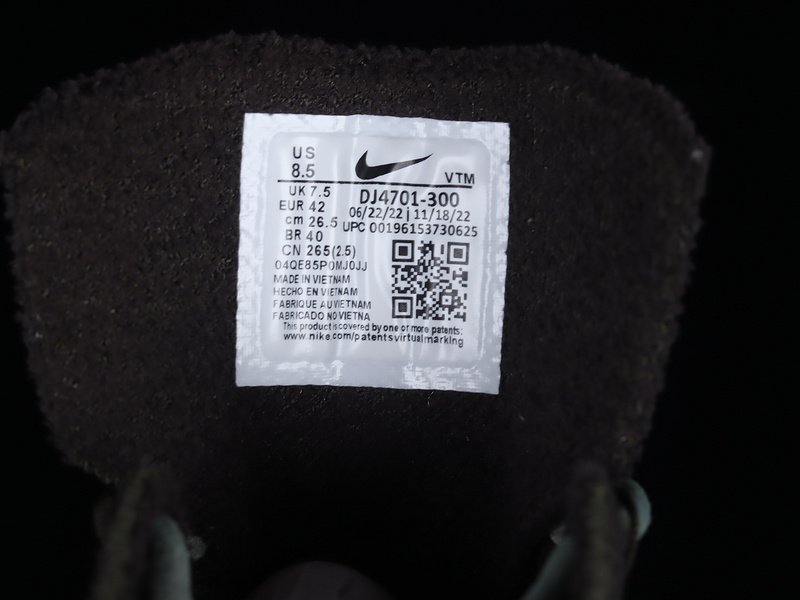 US
8.5
VTM
UK 7.5
DJ4701-300
EUR 42
06/22/22 | 11/18/22
cm 26.5
UPC 00196153730625
BR 40
CN 265(2.5)
04QE85P0MJ0JJ
MADE IN VIETNAM
HECHO EN VIETNAM
FABRIQUE AU VIETNAM
FABRICADO NO VIETNA
This product is covered by one or more patents:
www.nike.com/patentsvirtualmarking